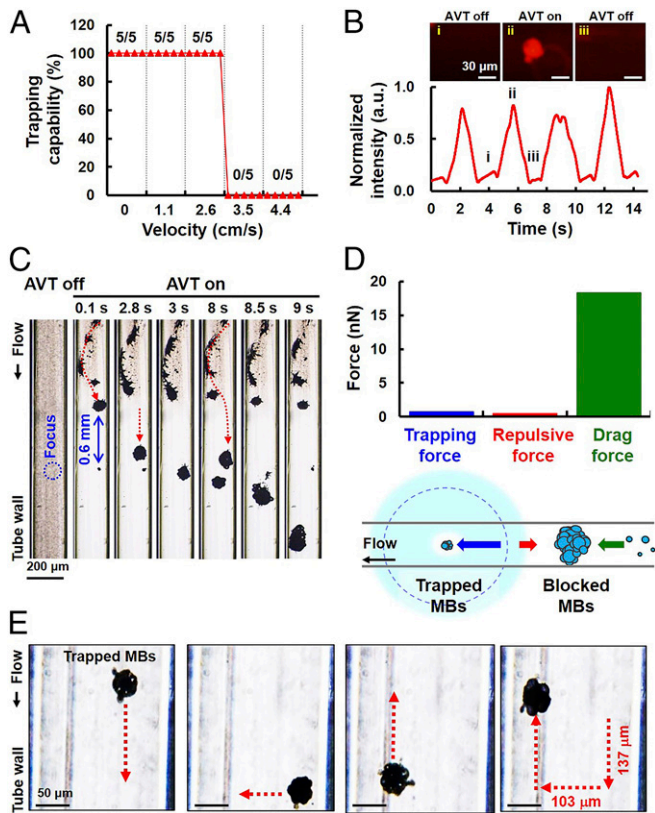 A
5/5 5/5 5/5
0/5 0/5
Trapping
capability (%)
120
100
80
60
40
20
0
0 1.1 2.6 3.5 4.4
Velocity (cm/s)
B
AVT off AVT on AVT off
i ii iii
30 µm
Normalized
intensity (a.u.)
1.0
0.5
0.0
i ii iii
0 2 4 6 8 10 12 14
Time (s)
C
AVT off AVT on
0.1 s 2.8 s 3 s 8 s 8.5 s 9 s
Flow
Focus
0.6 mm
Tube wall
200 µm
D
Force (nN)
20
15
10
5
0
Trapping
force
Repulsive
force
Drag
force
Flow
Trapped
MBs
Blocked
MBs
E
Flow
Trapped MBs
Tube wall
50 µm
137 µm
103 µm